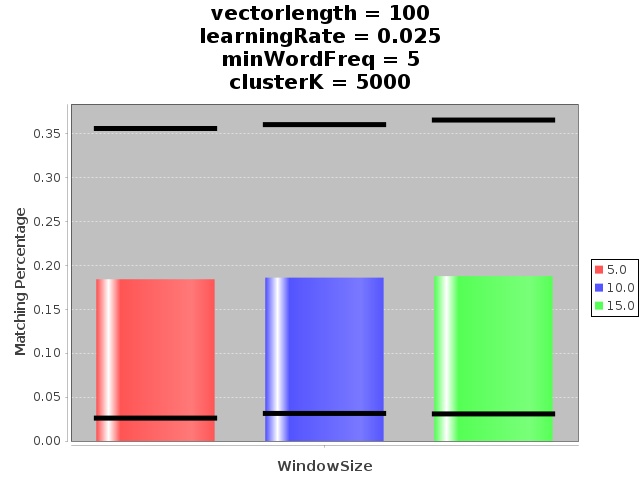 vectorlength = 100
learningRate = 0.025
minWordFreq = 5
clusterK = 5000
Matching Percentage
0.35
0.30
0.25
0.20
0.15
0.10
0.05
0.00
WindowSize
5.0
10.0
15.0